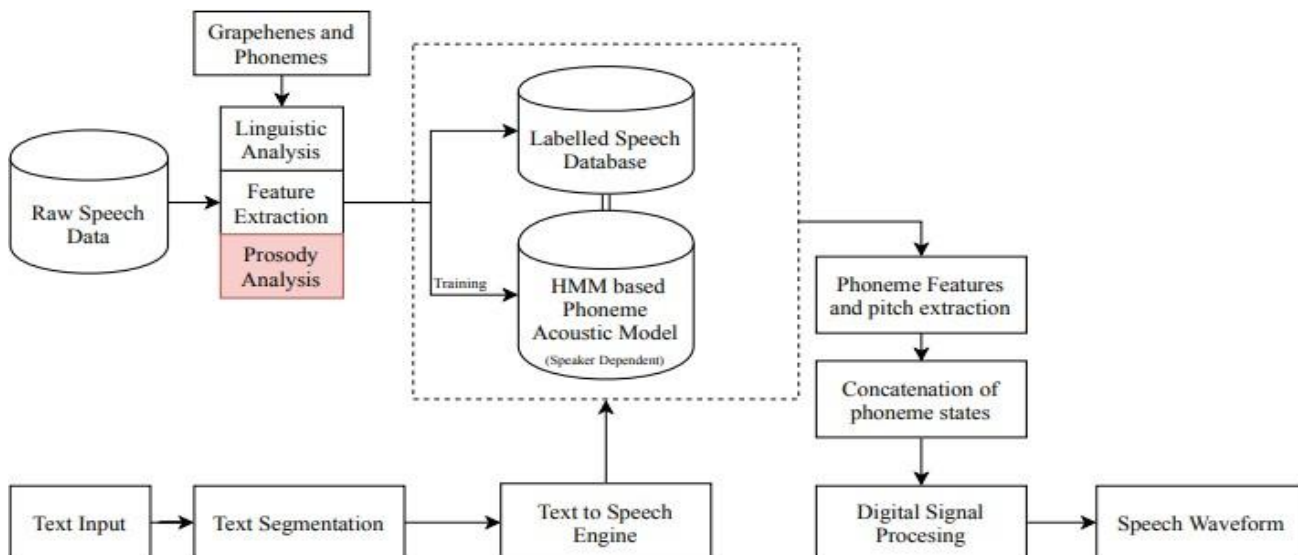 Grapehenes and
Phonemes
Linguistic
Analysis
Feature
Extraction
Prosody
Analysis
Raw Speech
Data
Labelled Speech
Database
Training
HMM based
Phoneme
Acoustic Model
(Speaker Dependent)
Phoneme Features
and pitch extraction
Concatenation of
phoneme states
Text Input
Text Segmentation
Text to Speech
Engine
Digital Signal
Procesing
Speech Waveform